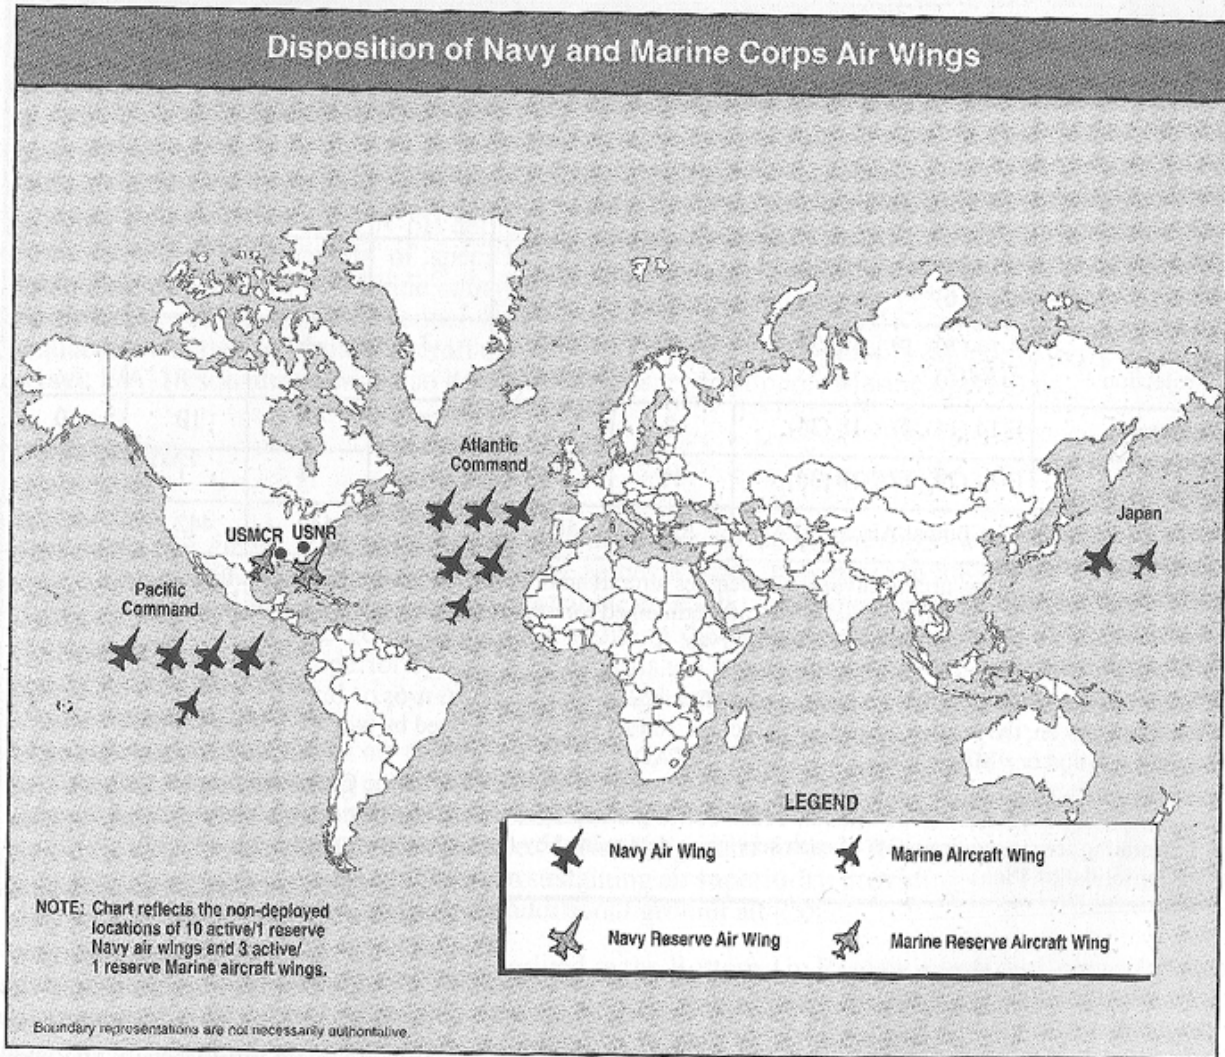 Disposition of Navy and Marine Corps Air Wings
Atlantic
Command
USMCR
USNR
Japan
Pacific
Command
LEGEND
Navy Air Wing
Marine Aircraft Wing
Navy Reserve Air Wing
Marine Reserve Aircraft Wing
NOTE: Chart reflects the non-deployed
locations of 10 active/1 reserve
Navy air wings and 3 active/
1 reserve Marine aircraft wings.
Boundary representations are not necessarily authoritative.